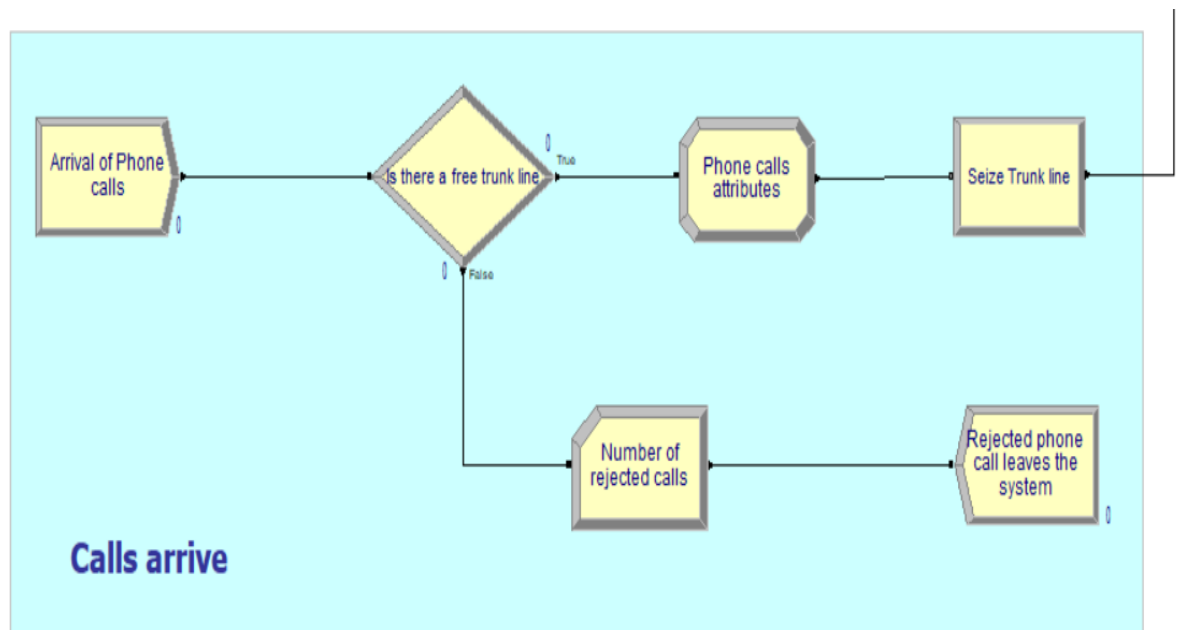 Arrival of Phone
calls
0
Is there a free trunk line
0
True
0
False
Phone calls
attributes
Seize Trunk line
Number of
rejected calls
Rejected phone
call leaves the
system
0
Calls arrive